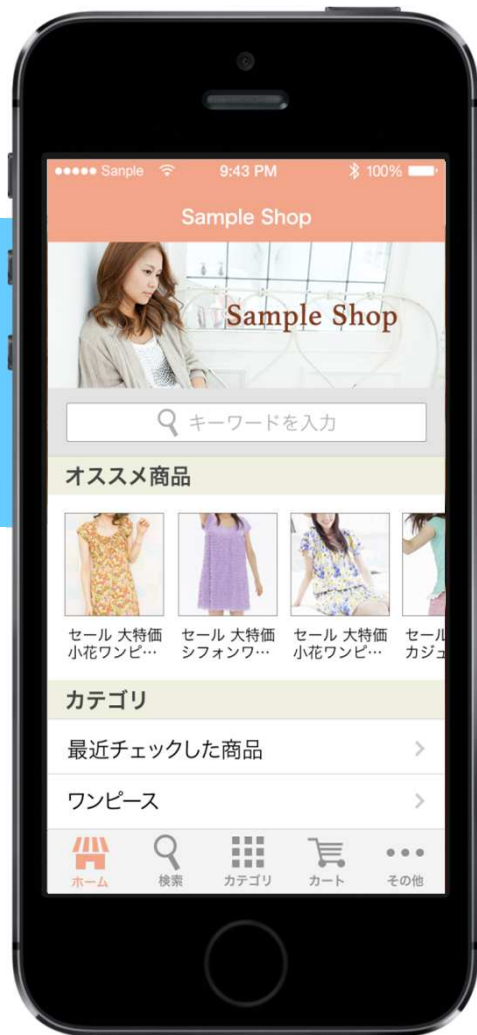 Sanple
9:43 PM
100%
Sample Shop
Sample Shop
キーワードを入力
オススメ商品
セール 大特価
小花ワンピ…
セール 大特価
シフォンワ…
セール 大特価
小花ワンピ…
セール
カジュ
カテゴリ
最近チェックした商品
ワンピース
ホーム
検索
カテゴリ
カート
その他